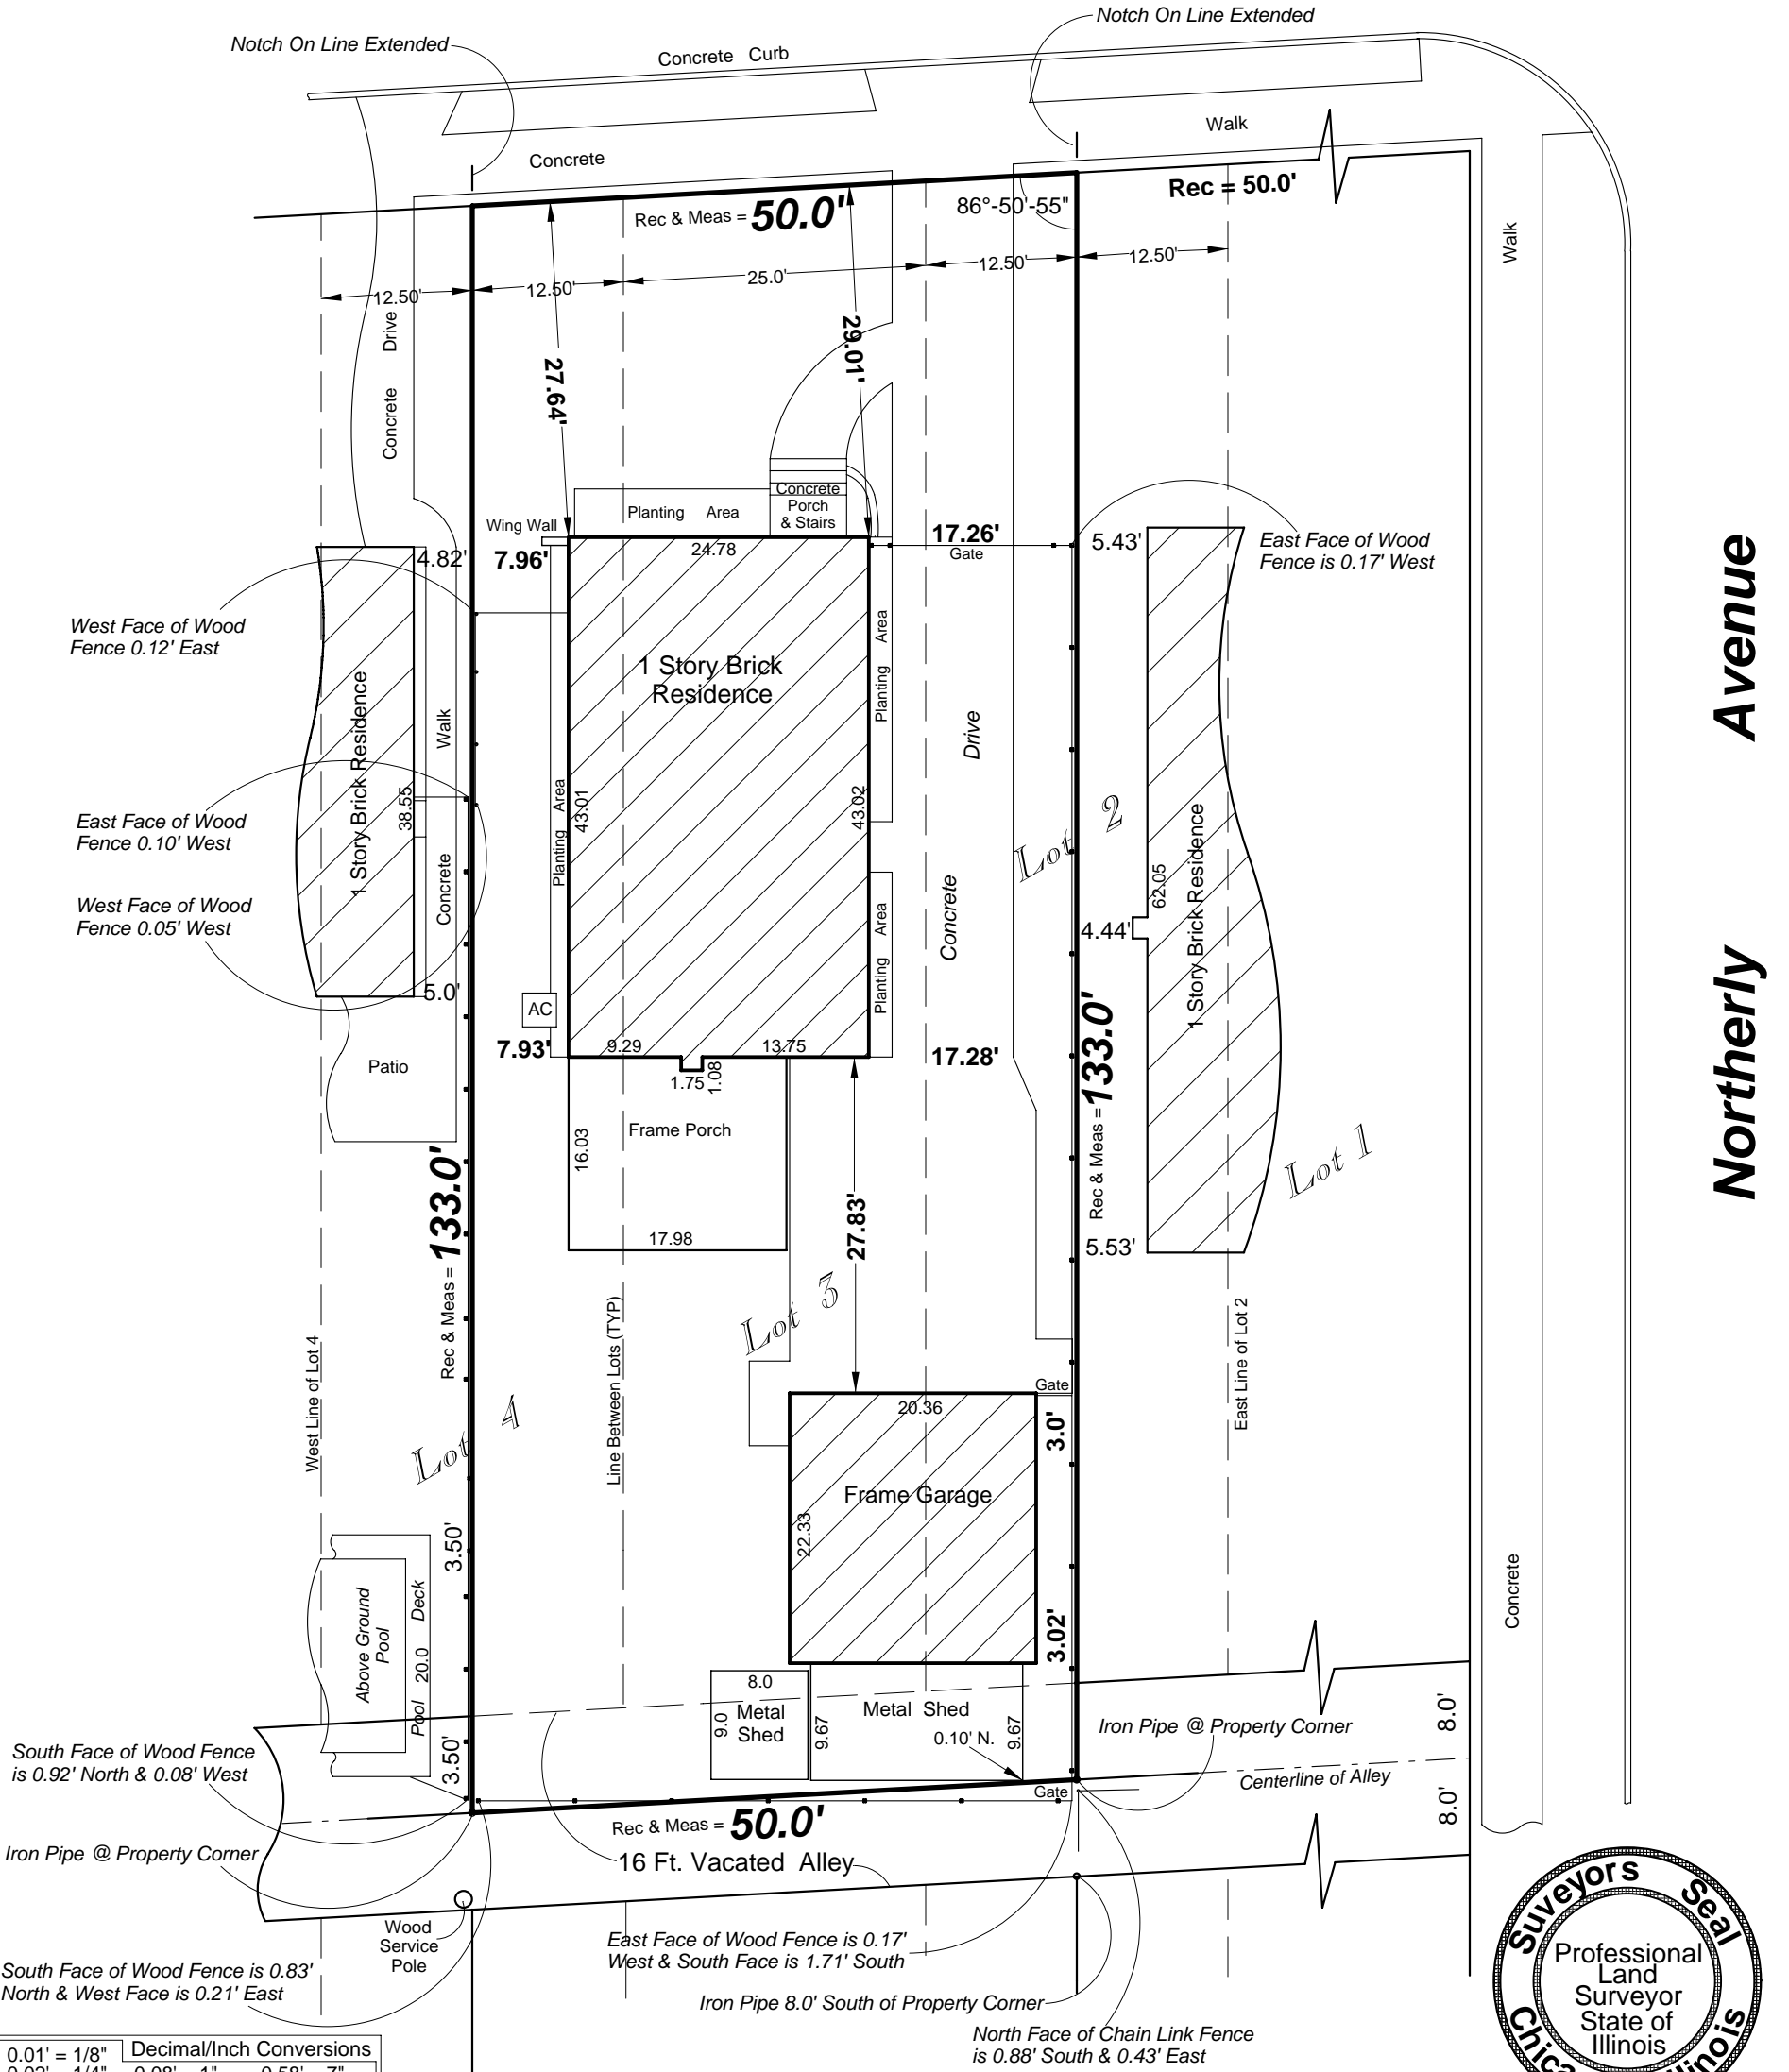 Notch On Line Extended
Notch On Line Extended
Concrete Curb
Walk
Concrete
Rec & Meas = 50.0'
86°-50'-55"
Rec = 50.0'
12.50'
12.50'
25.0'
12.50'
12.50'
Walk
Concrete Drive
27.64'
29.01'
Concrete
Porch
& Stairs
Planting Area
Wing Wall
24.78
17.26'
Gate
5.43'
East Face of Wood
Fence is 0.17' West
4.82'
7.96'
West Face of Wood
Fence 0.12' East
1 Story Brick
Residence
Planting Area
Avenue
1 Story Brick Residence
38.55
Walk
Concrete
Planting Area
43.01
43.02
Drive
Concrete
Lot 2
East Face of Wood
Fence 0.10' West
West Face of Wood
Fence 0.05' West
62.05
1 Story Brick Residence
4.44'
Planting Area
5.0'
AC
7.93'
9.29
13.75
17.28'
Rec & Meas = 133.0'
Northerly
Patio
1.75
1.08
Frame Porch
16.03
17.98
27.83'
Lot 1
5.53'
Rec & Meas = 133.0'
Lot 3
West Line of Lot 4
Line Between Lots (TYP)
East Line of Lot 2
Lot 4
Gate
20.36
3.0'
Frame Garage
22.33
3.50'
Above Ground
Pool
Pool Deck
20.0
3.02'
Concrete
8.0
Metal
Shed
9.0
9.67
Metal Shed
9.67
0.10' N.
Iron Pipe @ Property Corner
8.0'
3.50'
South Face of Wood Fence
is 0.92' North & 0.08' West
Gate
Centerline of Alley
8.0'
Rec & Meas = 50.0'
Iron Pipe @ Property Corner
16 Ft. Vacated Alley
Wood
Service
Pole
East Face of Wood Fence is 0.17'
West & South Face is 1.71' South
South Face of Wood Fence is 0.83'
North & West Face is 0.21' East
Iron Pipe 8.0' South of Property Corner
North Face of Chain Link Fence
is 0.88' South & 0.43' East
Suveyors Seal
Professional
Land
Surveyor
State of
Illinois
0.01' = 1/8"
Decimal/Inch Conversions